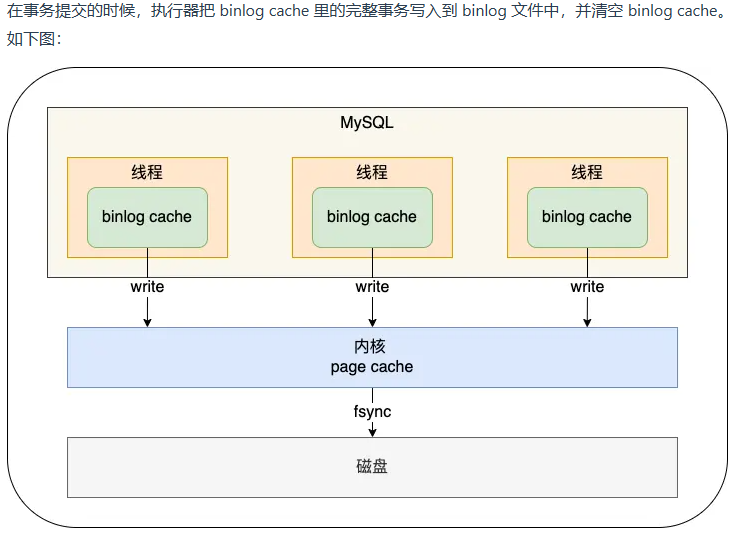 在事务提交的时候，执行器把 binlog cache 里的完整事务写入到 binlog 文件中，并清空 binlog cache。
如下图：
MySQL
线程
线程
线程
binlog cache
binlog cache
binlog cache
write
write
write
内核
page cache
fsync
磁盘